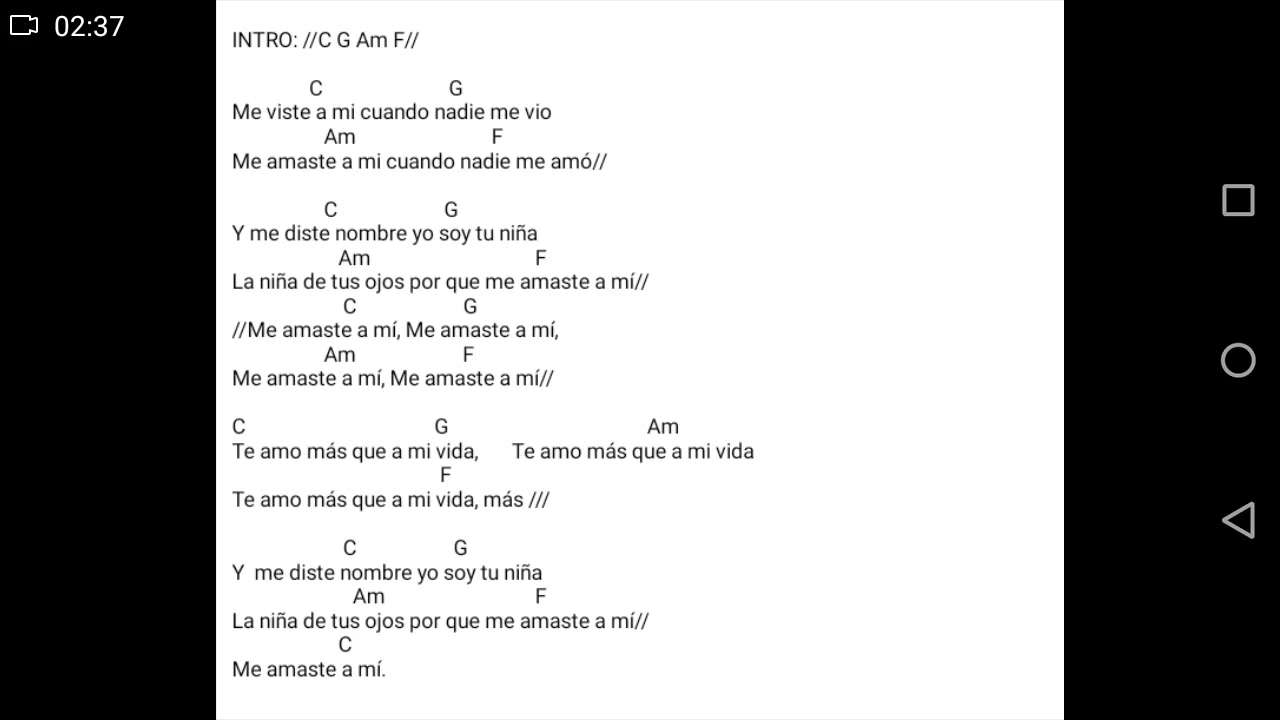 02:37
INTRO: //C G Am F//
C G
Me viste a mi cuando nadie me vio
Am F
Me amaste a mi cuando nadie me amó//
C G
Y me diste nombre yo soy tu niña
Am F
La niña de tus ojos por que me amaste a mí//
C G
//Me amaste a mí, Me amaste a mí,
Am F
Me amaste a mí, Me amaste a mí//
C G Am
Te amo más que a mi vida, Te amo más que a mi vida
F
Te amo más que a mi vida, más ///
C G
Y me diste nombre yo soy tu niña
Am F
La niña de tus ojos por que me amaste a mí//
C
Me amaste a mí.